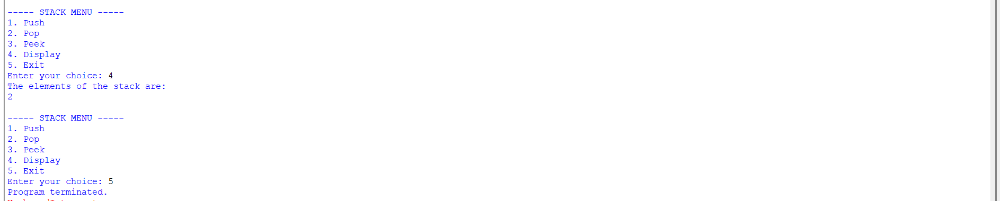 ----- STACK MENU -----
1. Push
2. Pop
3. Peek
4. Display
5. Exit
Enter your choice: 4
The elements of the stack are:
2
----- STACK MENU -----
1. Push
2. Pop
3. Peek
4. Display
5. Exit
Enter your choice: 5
Program terminated.